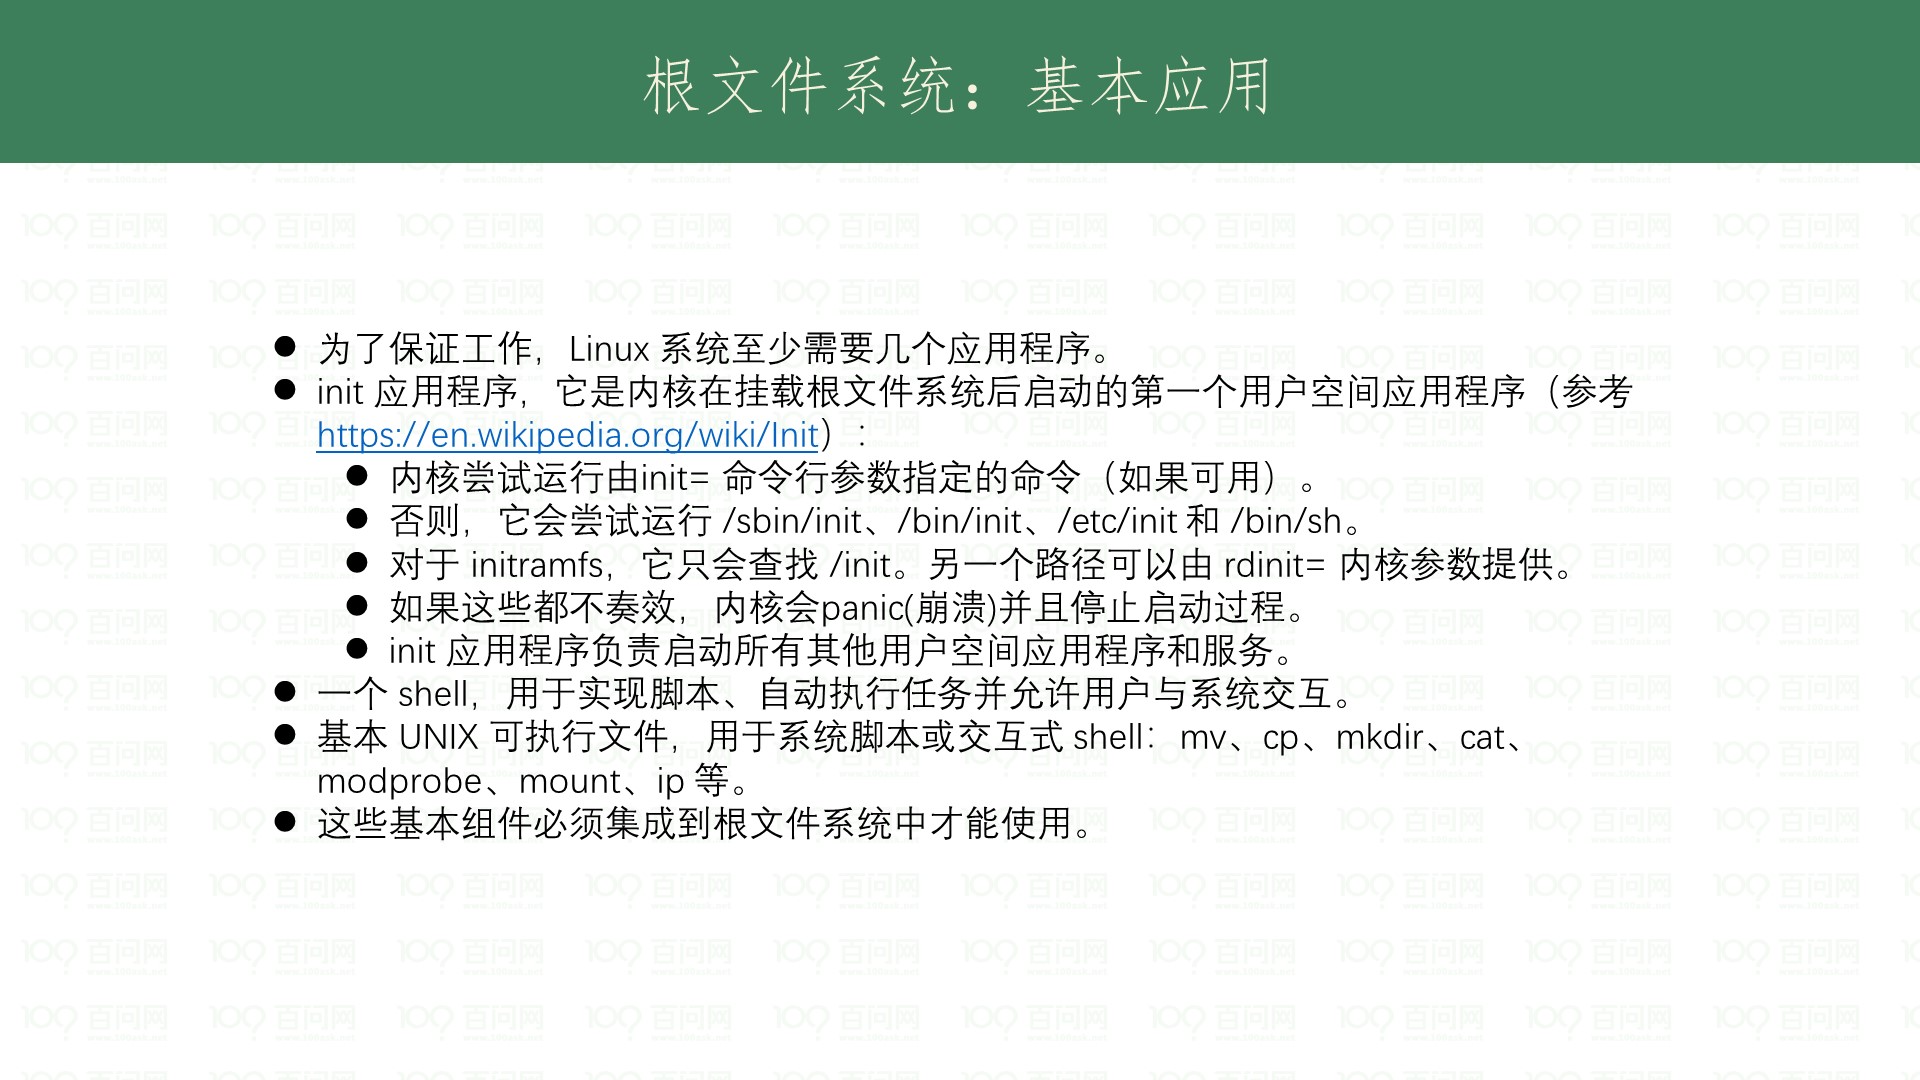 根文件系统：基本应用
● 为了保证工作，Linux 系统至少需要几个应用程序。
● init 应用程序，它是内核在挂载根文件系统后启动的第一个用户空间应用程序（参考
https://en.wikipedia.org/wiki/Init）：
● 内核尝试运行由init= 命令行参数指定的命令（如果可用）。
● 否则，它会尝试运行 /sbin/init、/bin/init、/etc/init 和 /bin/sh。
● 对于 initramfs，它只会查找 /init。另一个路径可以由 rdinit= 内核参数提供。
● 如果这些都不奏效，内核会panic(崩溃)并且停止启动过程。
● init 应用程序负责启动所有其他用户空间应用程序和服务。
● 一个 shell，用于实现脚本、自动执行任务并允许用户与系统交互。
● 基本 UNIX 可执行文件，用于系统脚本或交互式 shell：mv、cp、mkdir、cat、
modprobe、mount、ip 等。
● 这些基本组件必须集成到根文件系统中才能使用。